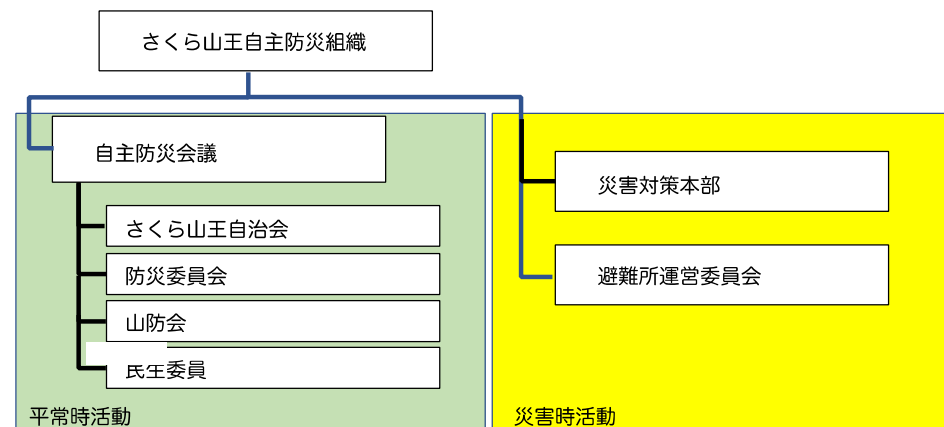 さくら山王自主防災組織
自主防災会議
さくら山王自治会
防災委員会
山防会
民生委員
平常時活動
災害対策本部
避難所運営委員会
災害時活動